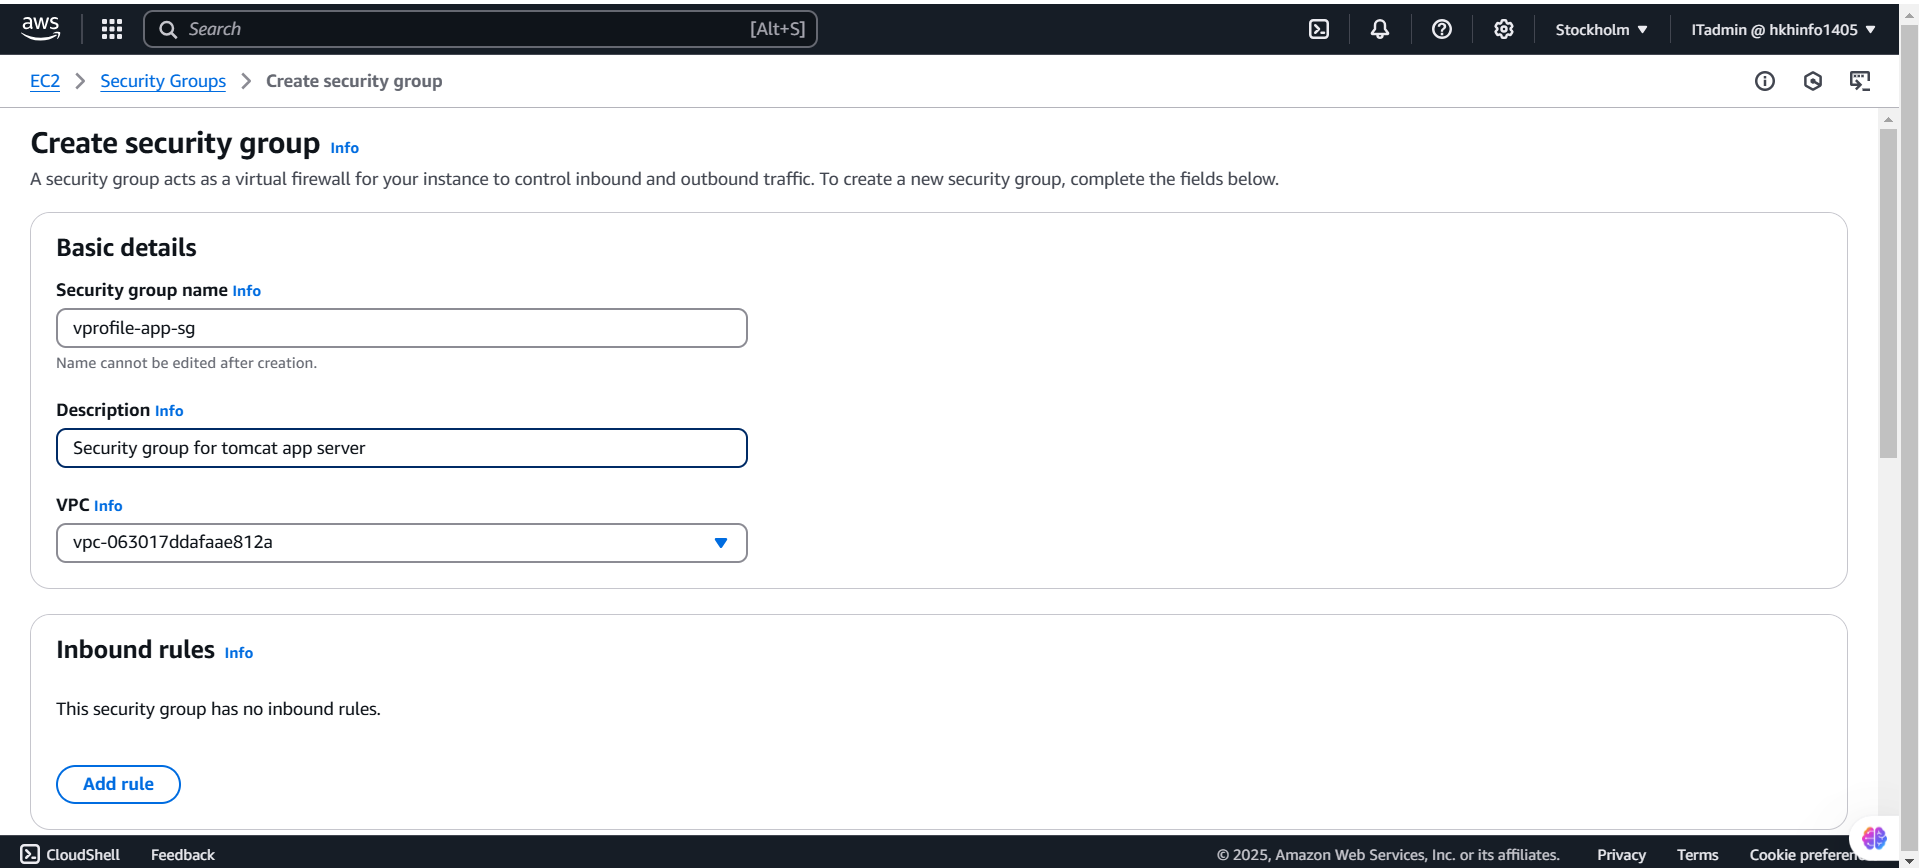 aws
Search [Alt+S] Stockholm ITadmin @ hkhinfo1405
EC2 Security Groups Create security group
Create security group Info
A security group acts as a virtual firewall for your instance to control inbound and outbound traffic. To create a new security group, complete the fields below.
Basic details
Security group name Info
vprofile-app-sg
Name cannot be edited after creation.
Description Info
Security group for tomcat app server
VPC Info
vpc-063017ddafaae812a
Inbound rules Info
This security group has no inbound rules.
Add rule
CloudShell Feedback © 2025, Amazon Web Services, Inc. or its affiliates. Privacy Terms Cookie